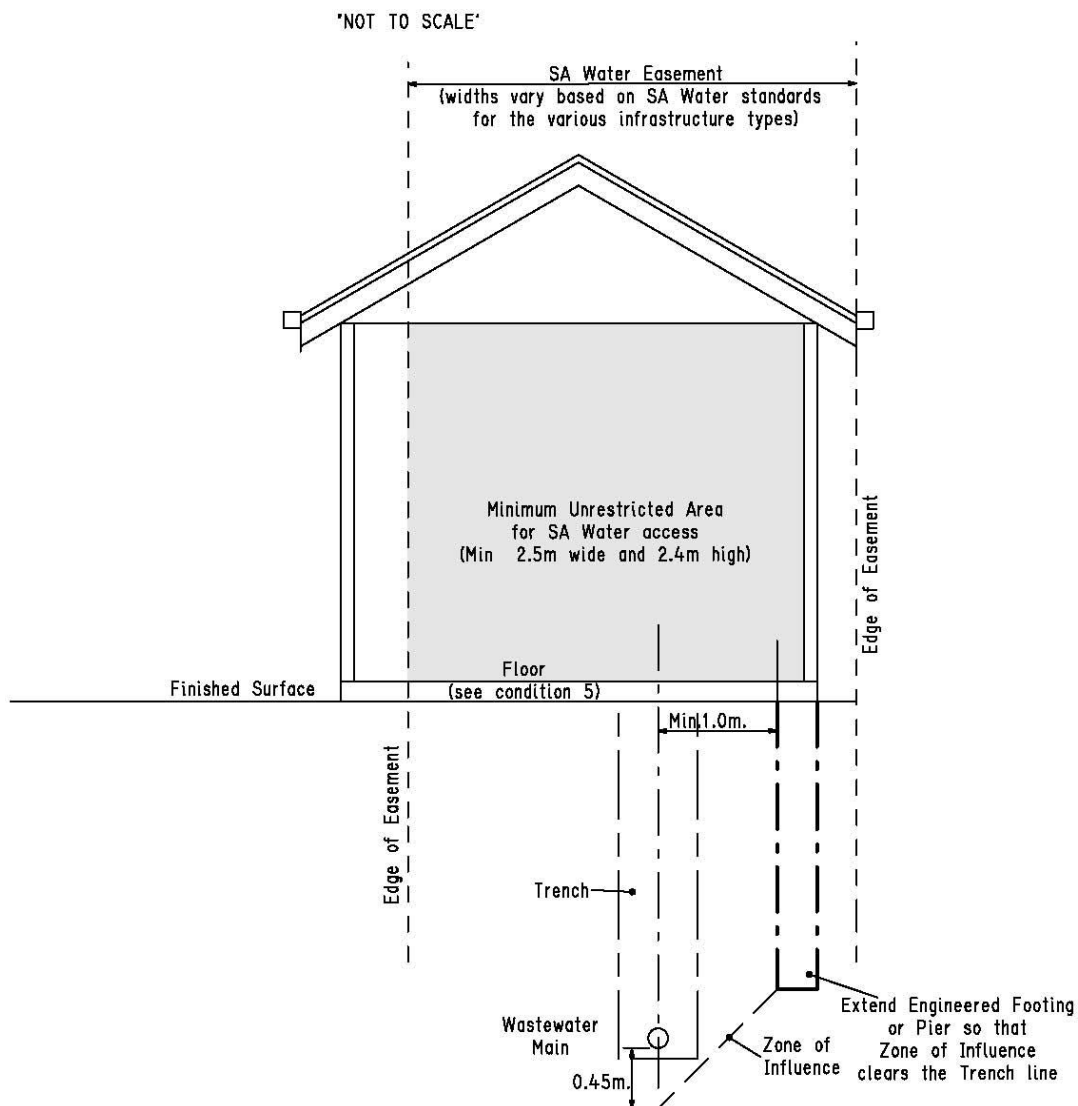 "NOT TO SCALE"
SA Water Easement
(widths vary based on SA Water standards
for the various infrastructure types)
Minimum Unrestricted Area
for SA Water access
(Min 2.5m wide and 2.4m high)
Edge of Easement
Floor
(see condition 5)
Finished Surface
Min.1.0m.
Edge of Easement
Trench
Wastewater
Main
0.45m.
Zone of
Influence
Extend Engineered Footing
or Pier so that
Zone of Influence
clears the Trench line